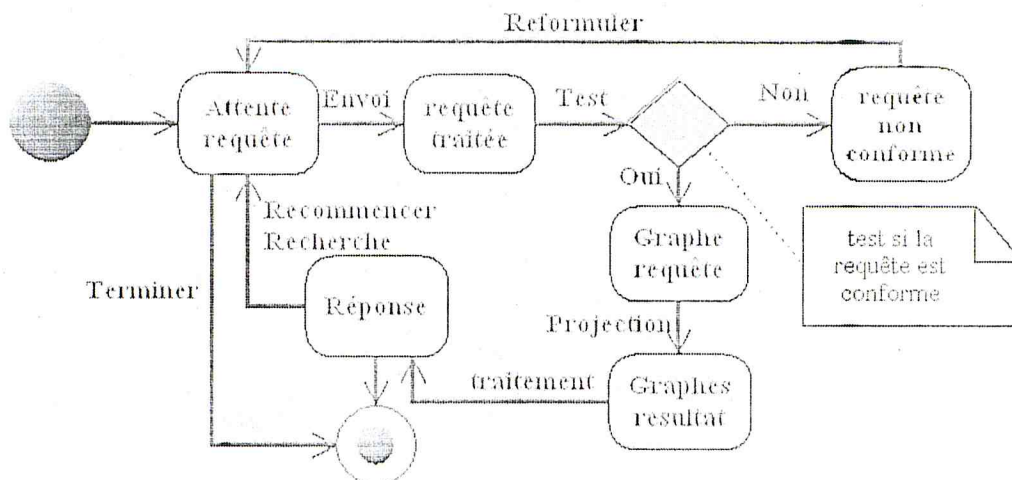 Reformuler
Attente
requête
Envoi
requête
traitée
Test
Non
requête
non
conforme
Oui
Recommencer
Recherche
Graphe
requête
test si la
requête est
conforme
Terminer
Réponse
Projection
traitement
Graphes
resultat